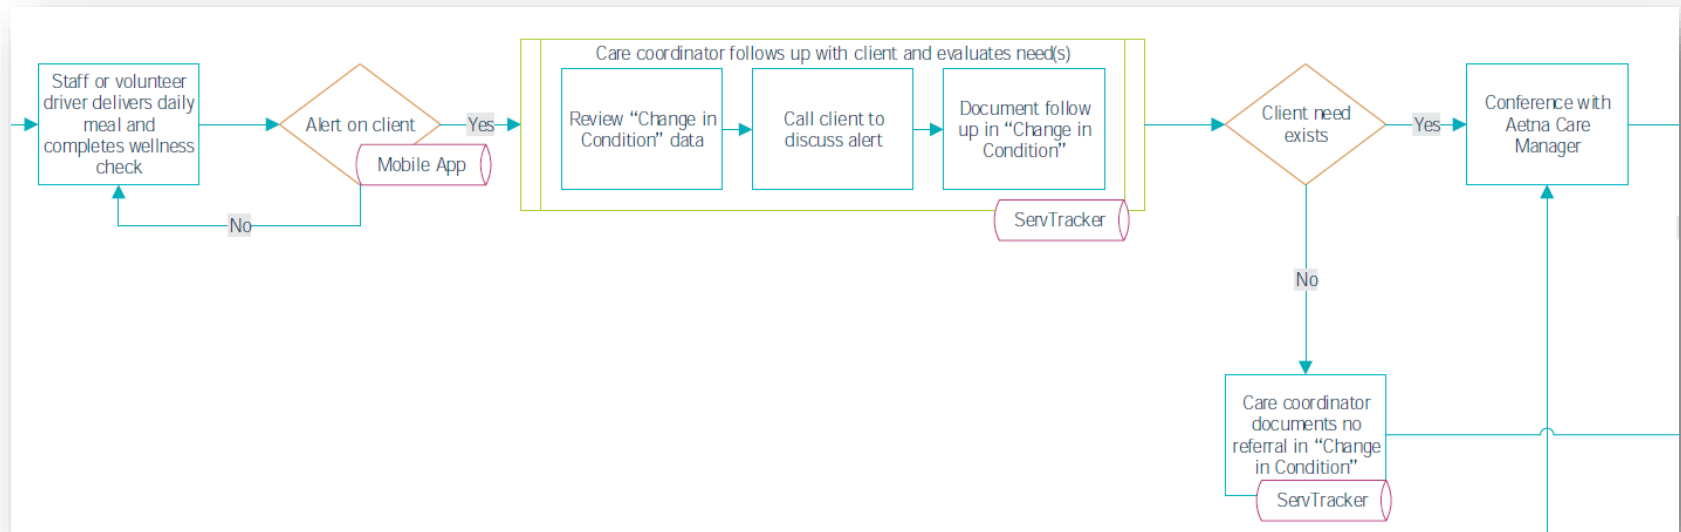 Staff or volunteer
driver delivers daily
meal and
completes wellness
check
Alert on client
Mobile App
Yes
No
Care coordinator follows up with client and evaluates need(s)
Review “Change in
Condition” data
Call client to
discuss alert
Document follow
up in “Change in
Condition”
ServTracker
Client need
exists
Yes
Conference with
Aetna Care
Manager
No
Care coordinator
documents no
referral in “Change
in Condition”
ServTracker